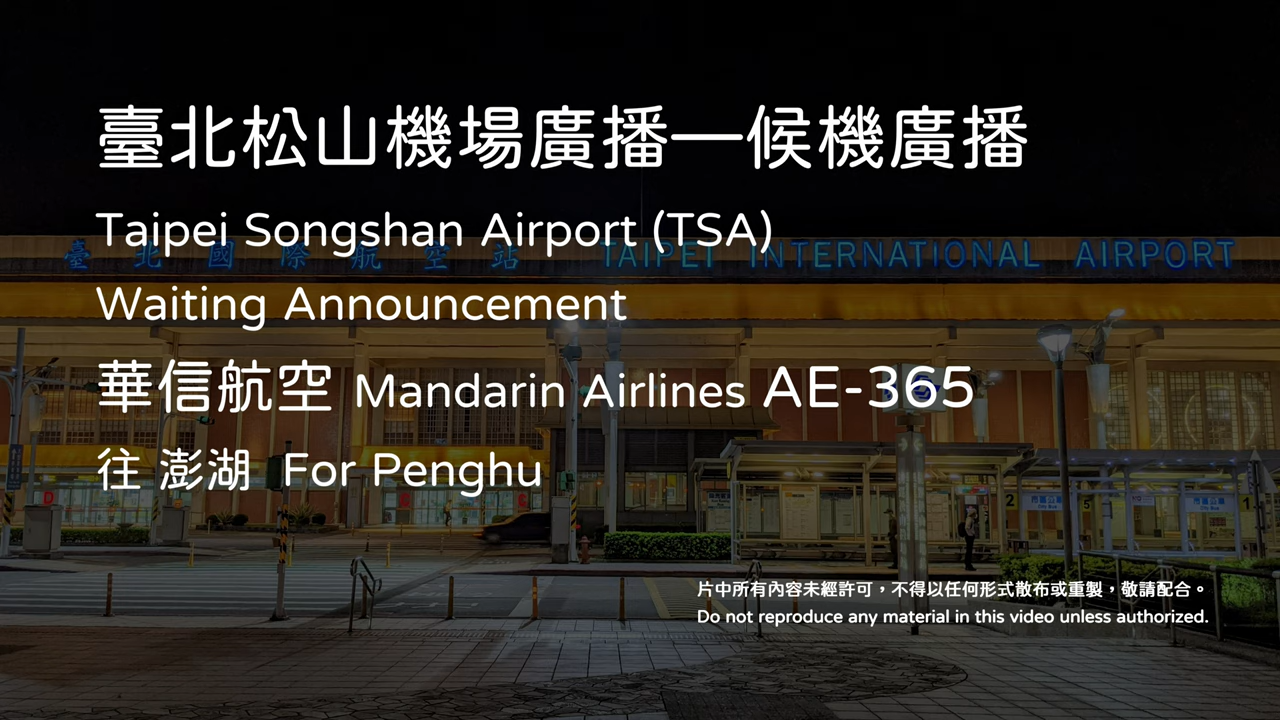 臺北松山機場廣播—候機廣播
Taipei Songshan Airport (TSA)
臺北國際航空站 TAIPEI INTERNATIONAL AIRPORT
Waiting Announcement
華信航空 Mandarin Airlines AE-365
往 澎湖 For Penghu
片中所有內容未經許可，不得以任何形式散布或重製，敬請配合。
Do not reproduce any material in this video unless authorized.